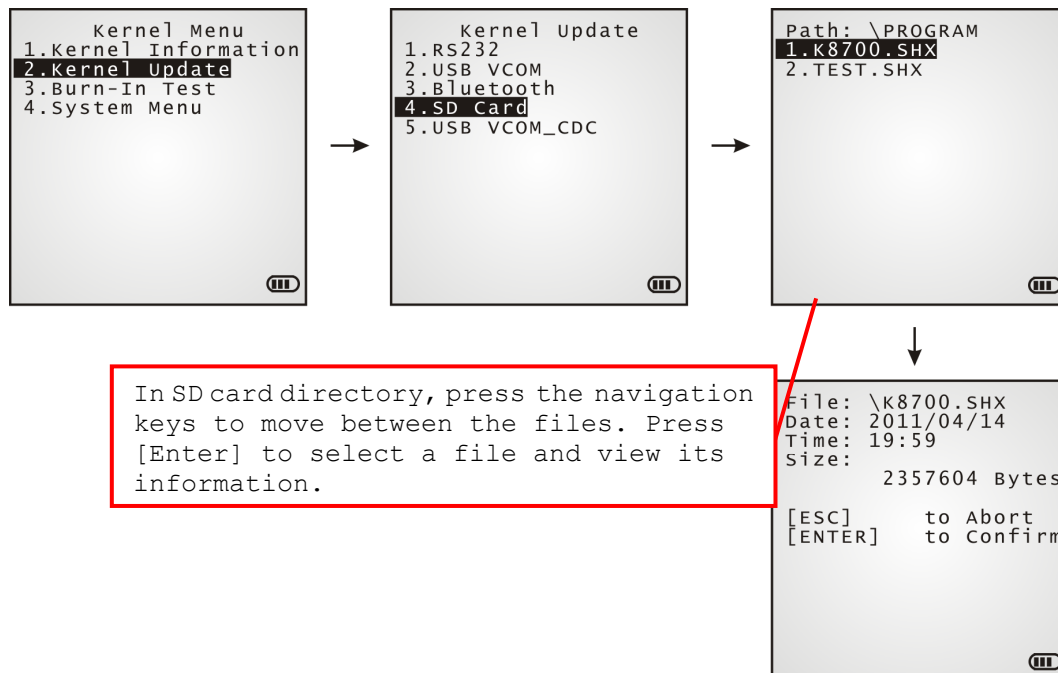 Kernel Menu
1.Kernel Information
2.Kernel Update
3.Burn-In Test
4.System Menu
Kernel Update
1.RS232
2.USB VCOM
3.Bluetooth
4.SD Card
5.USB VCOM_CDC
Path: \PROGRAM
1.K8700.SHX
2.TEST.SHX
In SD card directory, press the navigation
keys to move between the files. Press
[Enter] to select a file and view its
information.
File: \K8700.SHX
Date: 2011/04/14
Time: 19:59
Size:
2357604 Bytes
[ESC] to Abort
[ENTER] to Confirm